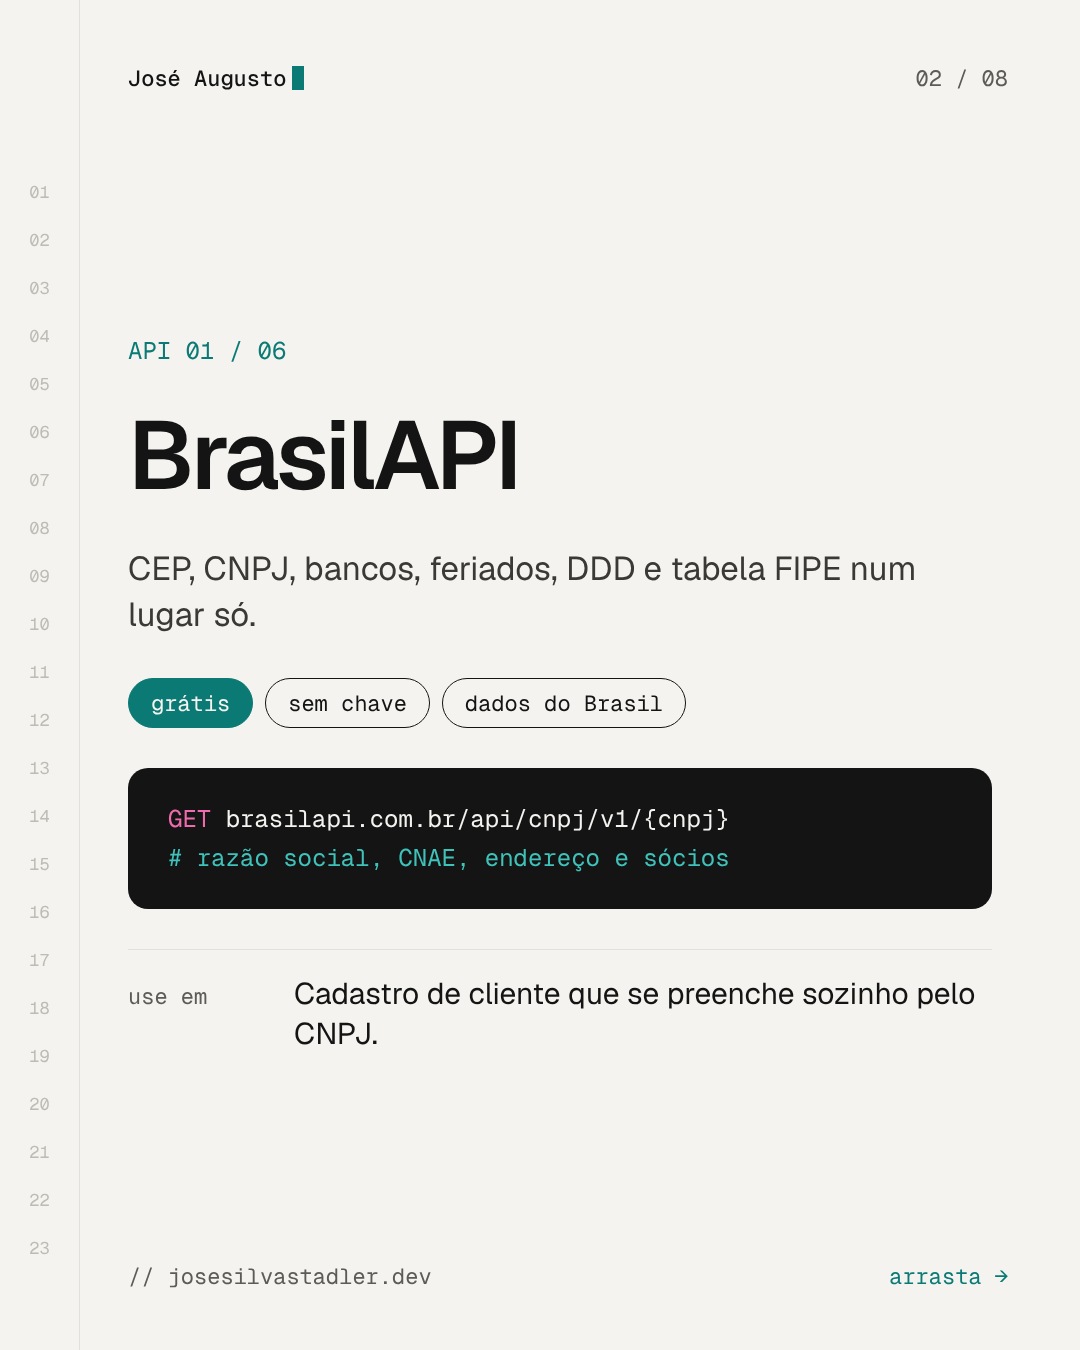 José Augusto
02 / 08
01
02
03
04
05
06
07
08
09
10
11
12
13
14
15
16
17
18
19
20
21
22
23
API 01 / 06
BrasilAPI
CEP, CNPJ, bancos, feriados, DDD e tabela FIPE num
lugar só.
grátis
sem chave
dados do Brasil
GET brasilapi.com.br/api/cnpj/v1/{cnpj}
# razão social, CNAE, endereço e sócios
use em
Cadastro de cliente que se preenche sozinho pelo
CNPJ.
// josesilvastadler.dev
arrasta →